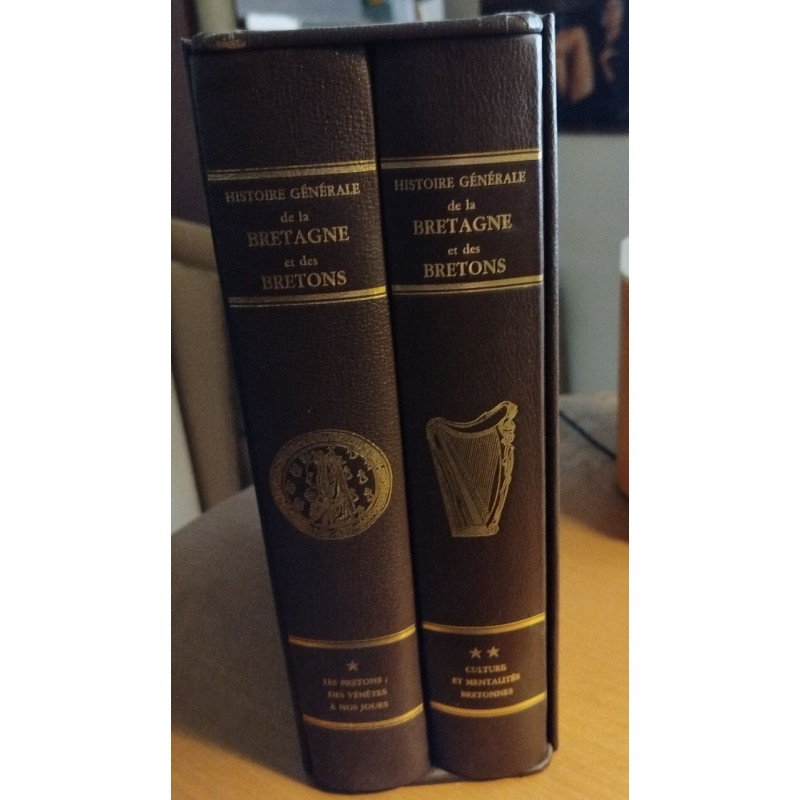 HISTOIRE GÉNÉRALE
de la
BRETAGNE
et des
BRETONS
★
LES BRETONS :
DES VÉNÈTES
À NOS JOURS
HISTOIRE GÉNÉRALE
de la
BRETAGNE
et des
BRETONS
★★
CULTURE
ET MENTALITÉS
BRETONNES